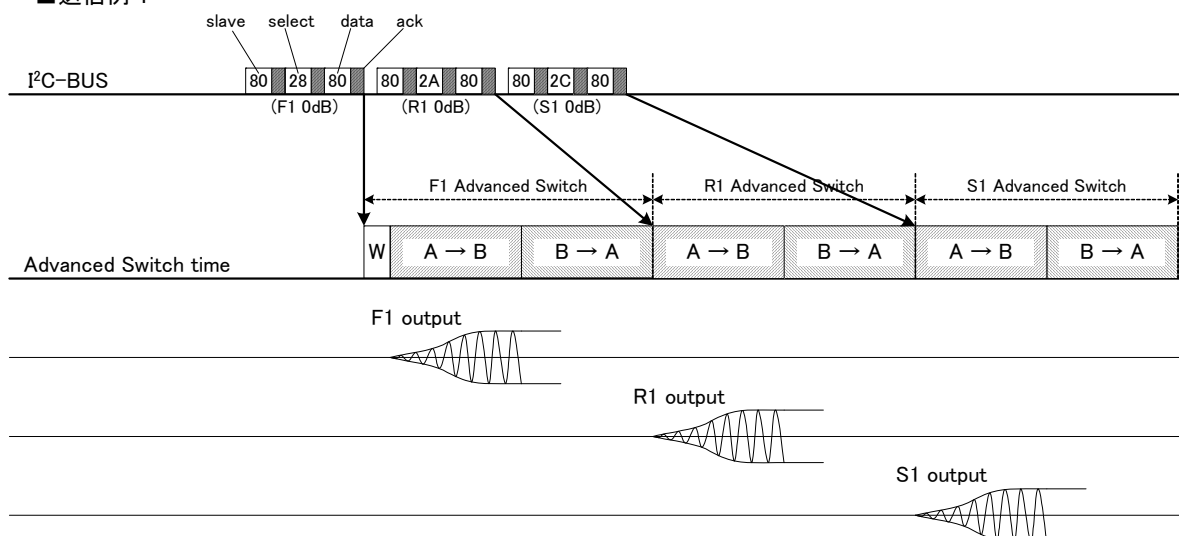 slave select data ack
I²C-BUS
80 28 80 80 2A 80 80 2C 80
(F1 0dB) (R1 0dB) (S1 0dB)
F1 Advanced Switch R1 Advanced Switch S1 Advanced Switch
Advanced Switch time
W A → B B → A A → B B → A A → B B → A
F1 output
R1 output
S1 output